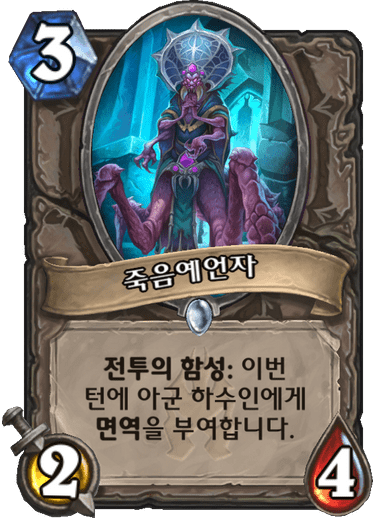 3
죽음예언자
전투의 함성: 이번
턴에 아군 하수인에게
면역을 부여합니다.
2
4